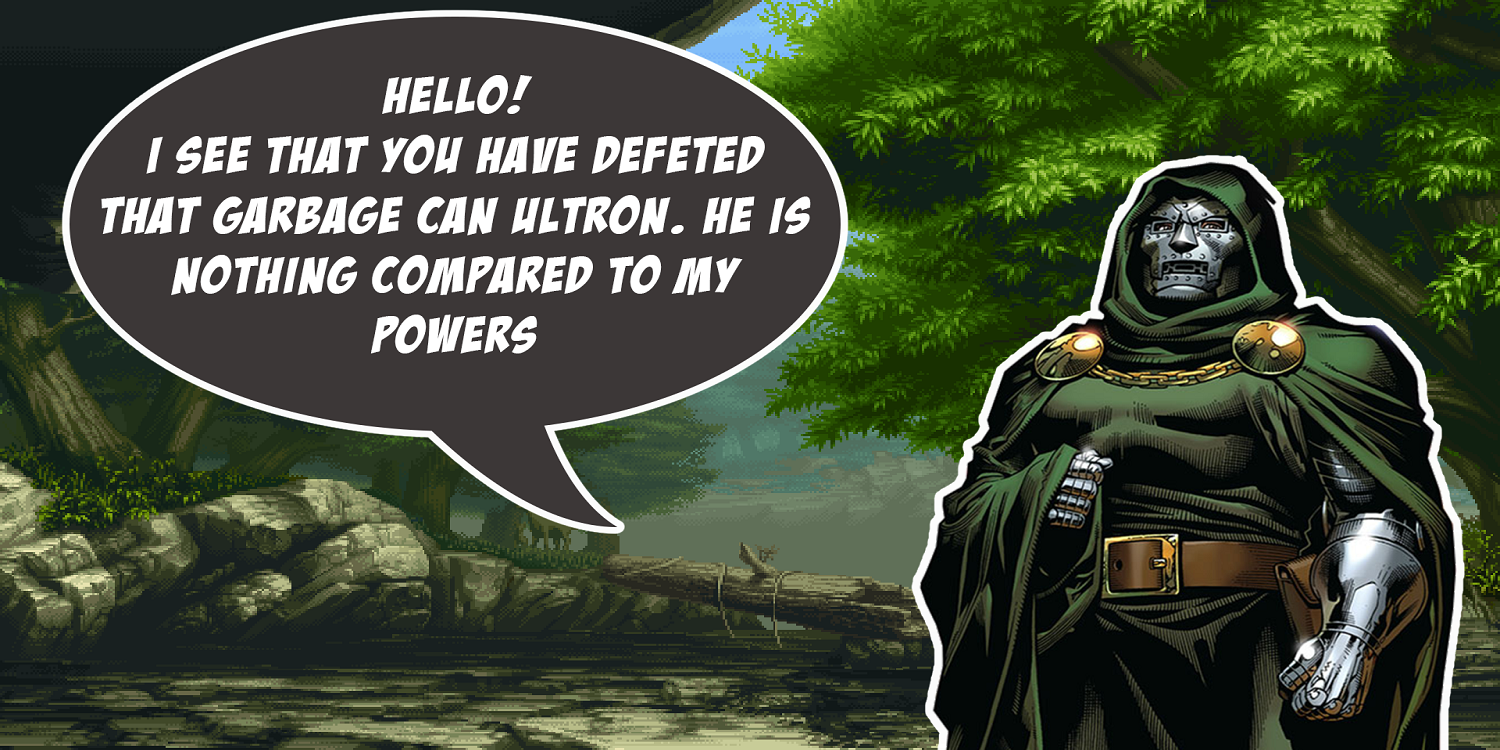 HELLO!
I SEE THAT YOU HAVE DEFETED
THAT GARBAGE CAN ULTRON. HE IS
NOTHING COMPARED TO MY
POWERS